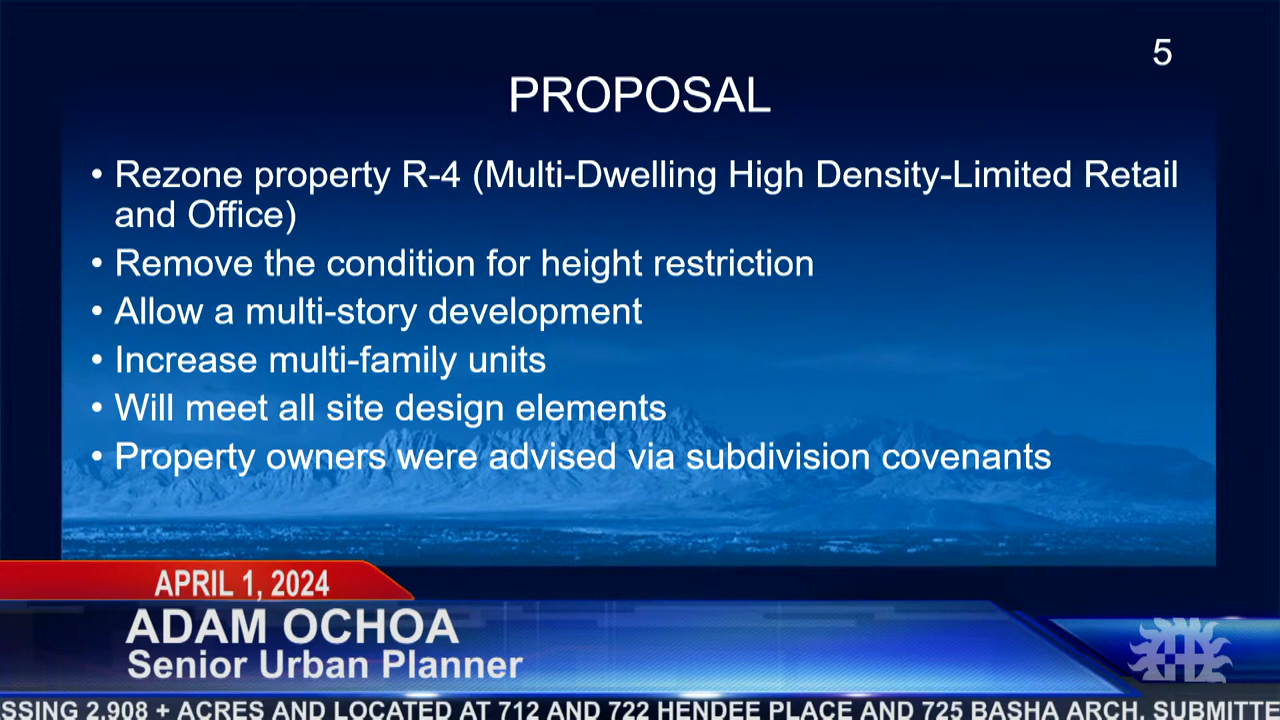 5
PROPOSAL
• Rezone property R-4 (Multi-Dwelling High Density-Limited Retail
and Office)
• Remove the condition for height restriction
• Allow a multi-story development
• Increase multi-family units
• Will meet all site design elements
• Property owners were advised via subdivision covenants
APRIL 1, 2024
ADAM OCHOA
Senior Urban Planner
SSING 2.908 + ACRES AND LOCATED AT 712 AND 722 HENDEE PLACE AND 725 BASHA ARCH. SUBMITTE